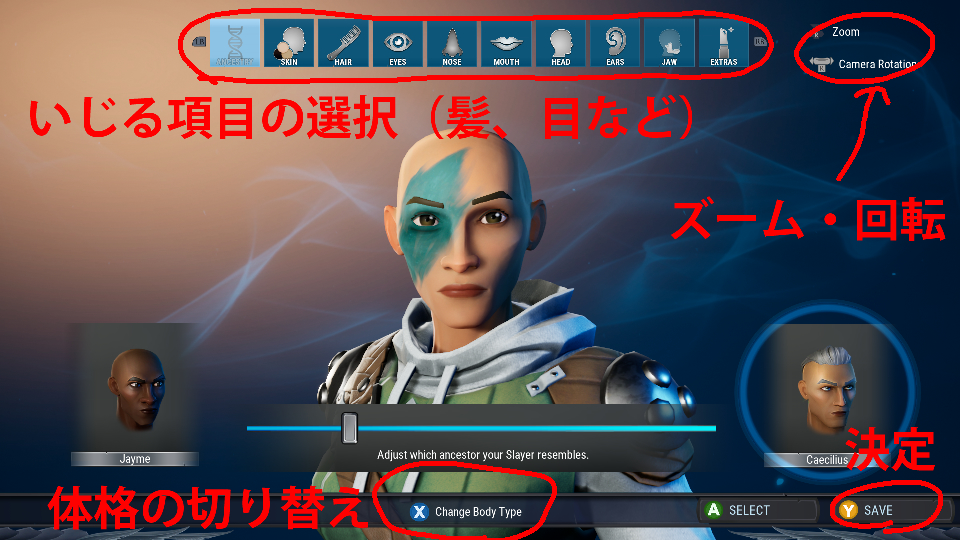 LB
SKIN HAIR EYES NOSE MOUTH HEAD EARS JAW EXTRAS
RB
R Zoom
R Camera Rotation
いじる項目の選択（髪、目など）
ズーム・回転
Jayme
Caecilius
Adjust which ancestor your Slayer resembles.
決定
体格の切り替え
X Change Body Type
A SELECT
Y SAVE